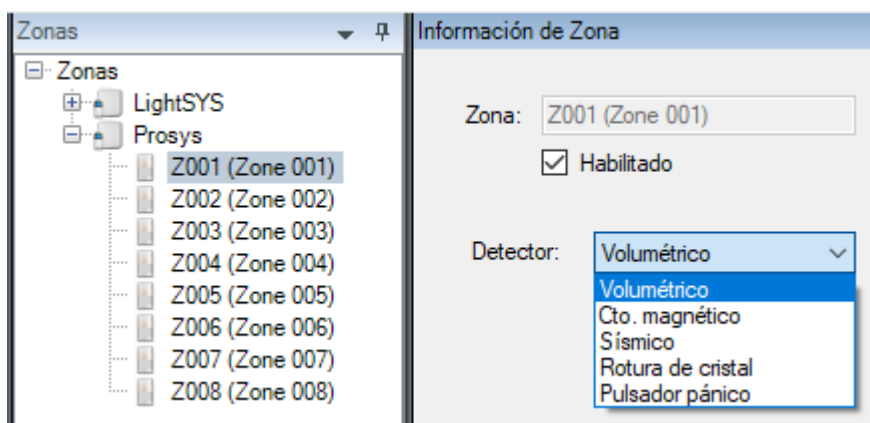 Zonas
Zonas
LightSYS
Prosys
Z001 (Zone 001)
Z002 (Zone 002)
Z003 (Zone 003)
Z004 (Zone 004)
Z005 (Zone 005)
Z006 (Zone 006)
Z007 (Zone 007)
Z008 (Zone 008)
Información de Zona
Zona: Z001 (Zone 001)
Habilitado
Detector: Volumétrico
Volumétrico
Cto. magnético
Sísmico
Rotura de cristal
Pulsador pánico